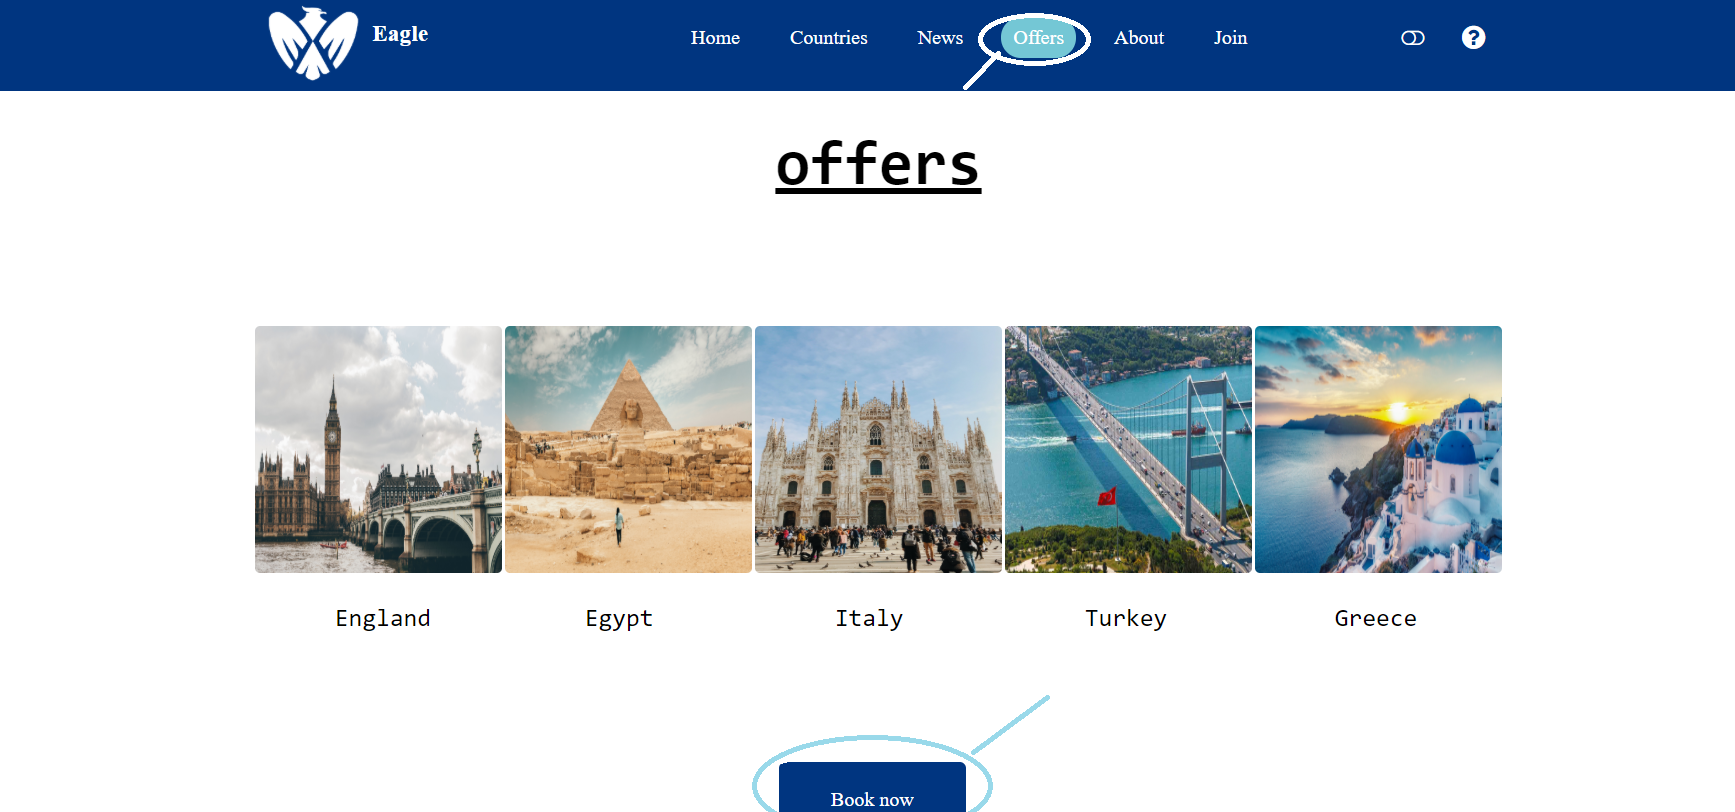 Eagle
Home Countries News Offers About Join ?
offers
England Egypt Italy Turkey Greece
Book now